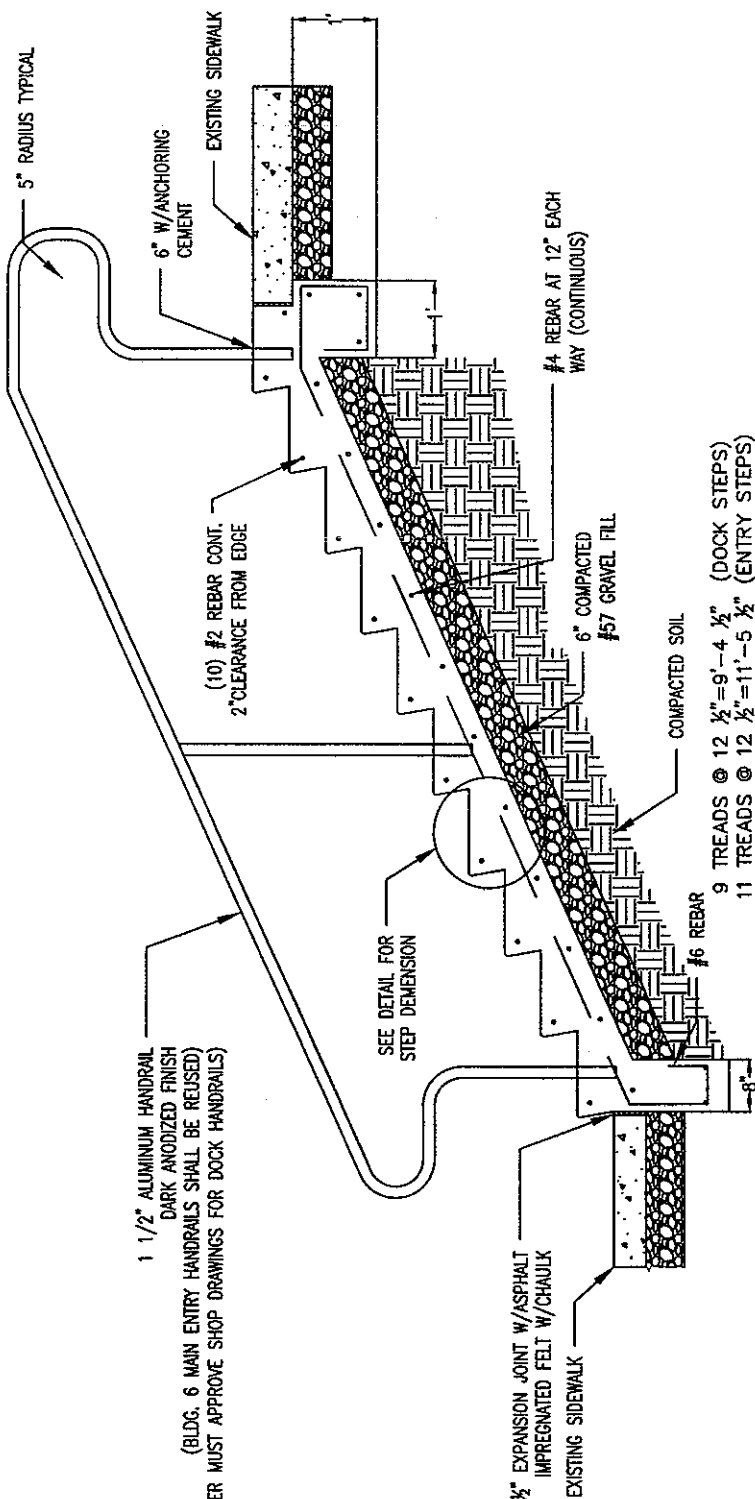 5" RADIUS TYPICAL
6" W/ANCHORING
CEMENT
EXISTING SIDEWALK
1'
1'
1 1/2" ALUMINUM HANDRAIL
DARK ANODIZED FINISH
(BLDG. 6 MAIN ENTRY HANDRAILS SHALL BE REUSED)
ER MUST APPROVE SHOP DRAWINGS FOR DOCK HANDRAILS)
(10) #2 REBAR CONT.
2"CLEARANCE FROM EDGE
#4 REBAR AT 12" EACH
WAY (CONTINUOUS)
SEE DETAIL FOR
STEP DEMENSION
6" COMPACTED
#57 GRAVEL FILL
COMPACTED SOIL
#6 REBAR
8"
½" EXPANSION JOINT W/ASPHALT
IMPREGNATED FELT W/CHAULK
EXISTING SIDEWALK
9 TREADS @ 12 ½"=9'-4 ½" (DOCK STEPS)
11 TREADS @ 12 ½"=11'-5 ½" (ENTRY STEPS)